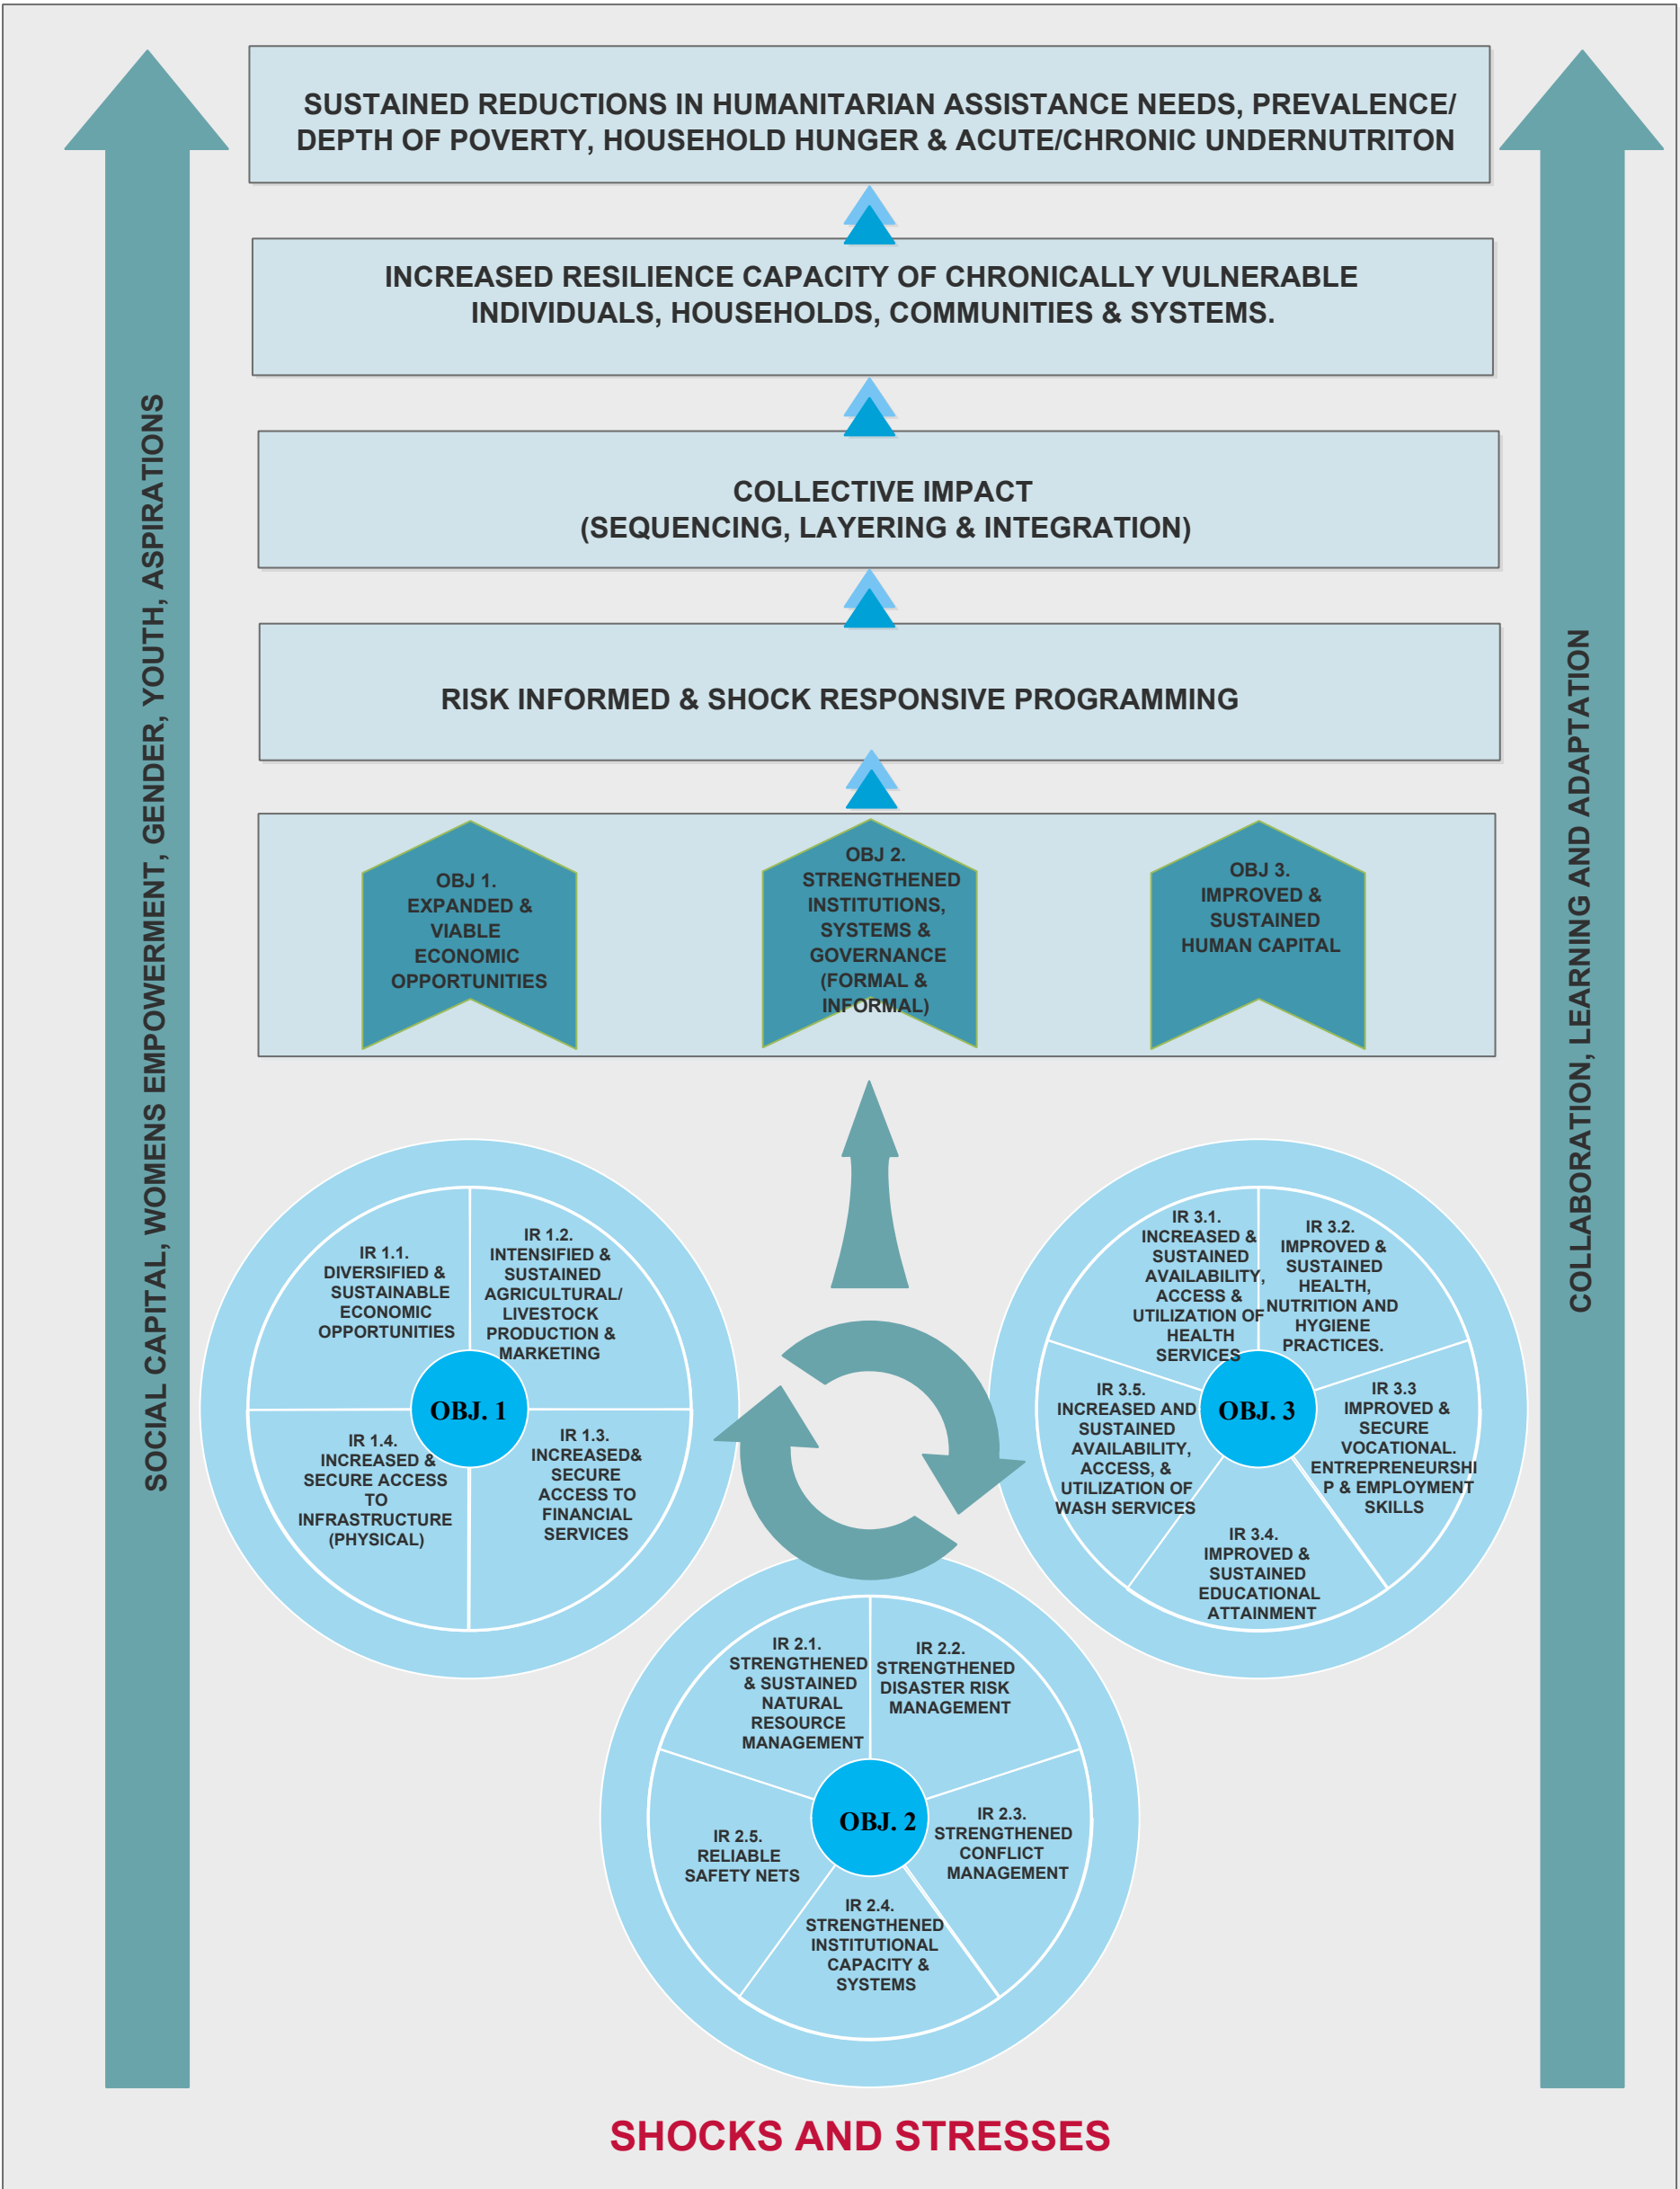 SUSTAINED REDUCTIONS IN HUMANITARIAN ASSISTANCE NEEDS, PREVALENCE/
DEPTH OF POVERTY, HOUSEHOLD HUNGER & ACUTE/CHRONIC UNDERNUTRITON
INCREASED RESILIENCE CAPACITY OF CHRONICALLY VULNERABLE
INDIVIDUALS, HOUSEHOLDS, COMMUNITIES & SYSTEMS.
COLLECTIVE IMPACT
(SEQUENCING, LAYERING & INTEGRATION)
RISK INFORMED & SHOCK RESPONSIVE PROGRAMMING
OBJ 1.
EXPANDED &
VIABLE
ECONOMIC
OPPORTUNITIES
OBJ 2.
STRENGTHENED
INSTITUTIONS,
SYSTEMS &
GOVERNANCE
(FORMAL &
INFORMAL)
OBJ 3.
IMPROVED &
SUSTAINED
HUMAN CAPITAL
SOCIAL CAPITAL, WOMENS EMPOWERMENT, GENDER, YOUTH, ASPIRATIONS
COLLABORATION, LEARNING AND ADAPTATION
IR 1.1.
DIVERSIFIED &
SUSTAINABLE
ECONOMIC
OPPORTUNITIES
IR 1.2.
INTENSIFIED &
SUSTAINED
AGRICULTURAL/
LIVESTOCK
PRODUCTION &
MARKETING
OBJ. 1
IR 1.4.
INCREASED &
SECURE ACCESS
TO
INFRASTRUCTURE
(PHYSICAL)
IR 1.3.
INCREASED&
SECURE
ACCESS TO
FINANCIAL
SERVICES
IR 3.1.
INCREASED &
SUSTAINED
AVAILABILITY,
ACCESS &
UTILIZATION OF
HEALTH
SERVICES
IR 3.2.
IMPROVED &
SUSTAINED
HEALTH,
NUTRITION AND
HYGIENE
PRACTICES.
OBJ. 3
IR 3.5.
INCREASED AND
SUSTAINED
AVAILABILITY,
ACCESS, &
UTILIZATION OF
WASH SERVICES
IR 3.3
IMPROVED &
SECURE
VOCATIONAL.
ENTREPRENEURSHI
P & EMPLOYMENT
SKILLS
IR 3.4.
IMPROVED &
SUSTAINED
EDUCATIONAL
ATTAINMENT
IR 2.1.
STRENGTHENED
& SUSTAINED
NATURAL
RESOURCE
MANAGEMENT
IR 2.2.
STRENGTHENED
DISASTER RISK
MANAGEMENT
OBJ. 2
IR 2.5.
RELIABLE
SAFETY NETS
IR 2.3.
STRENGTHENED
CONFLICT
MANAGEMENT
IR 2.4.
STRENGTHENED
INSTITUTIONAL
CAPACITY &
SYSTEMS
SHOCKS AND STRESSES